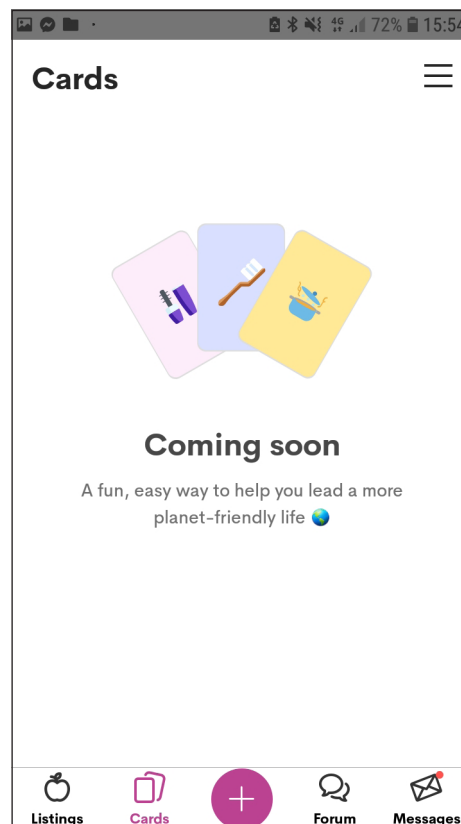 4G 72% 15:54
Cards
Coming soon
A fun, easy way to help you lead a more
planet-friendly life
Listings Cards Forum Messages